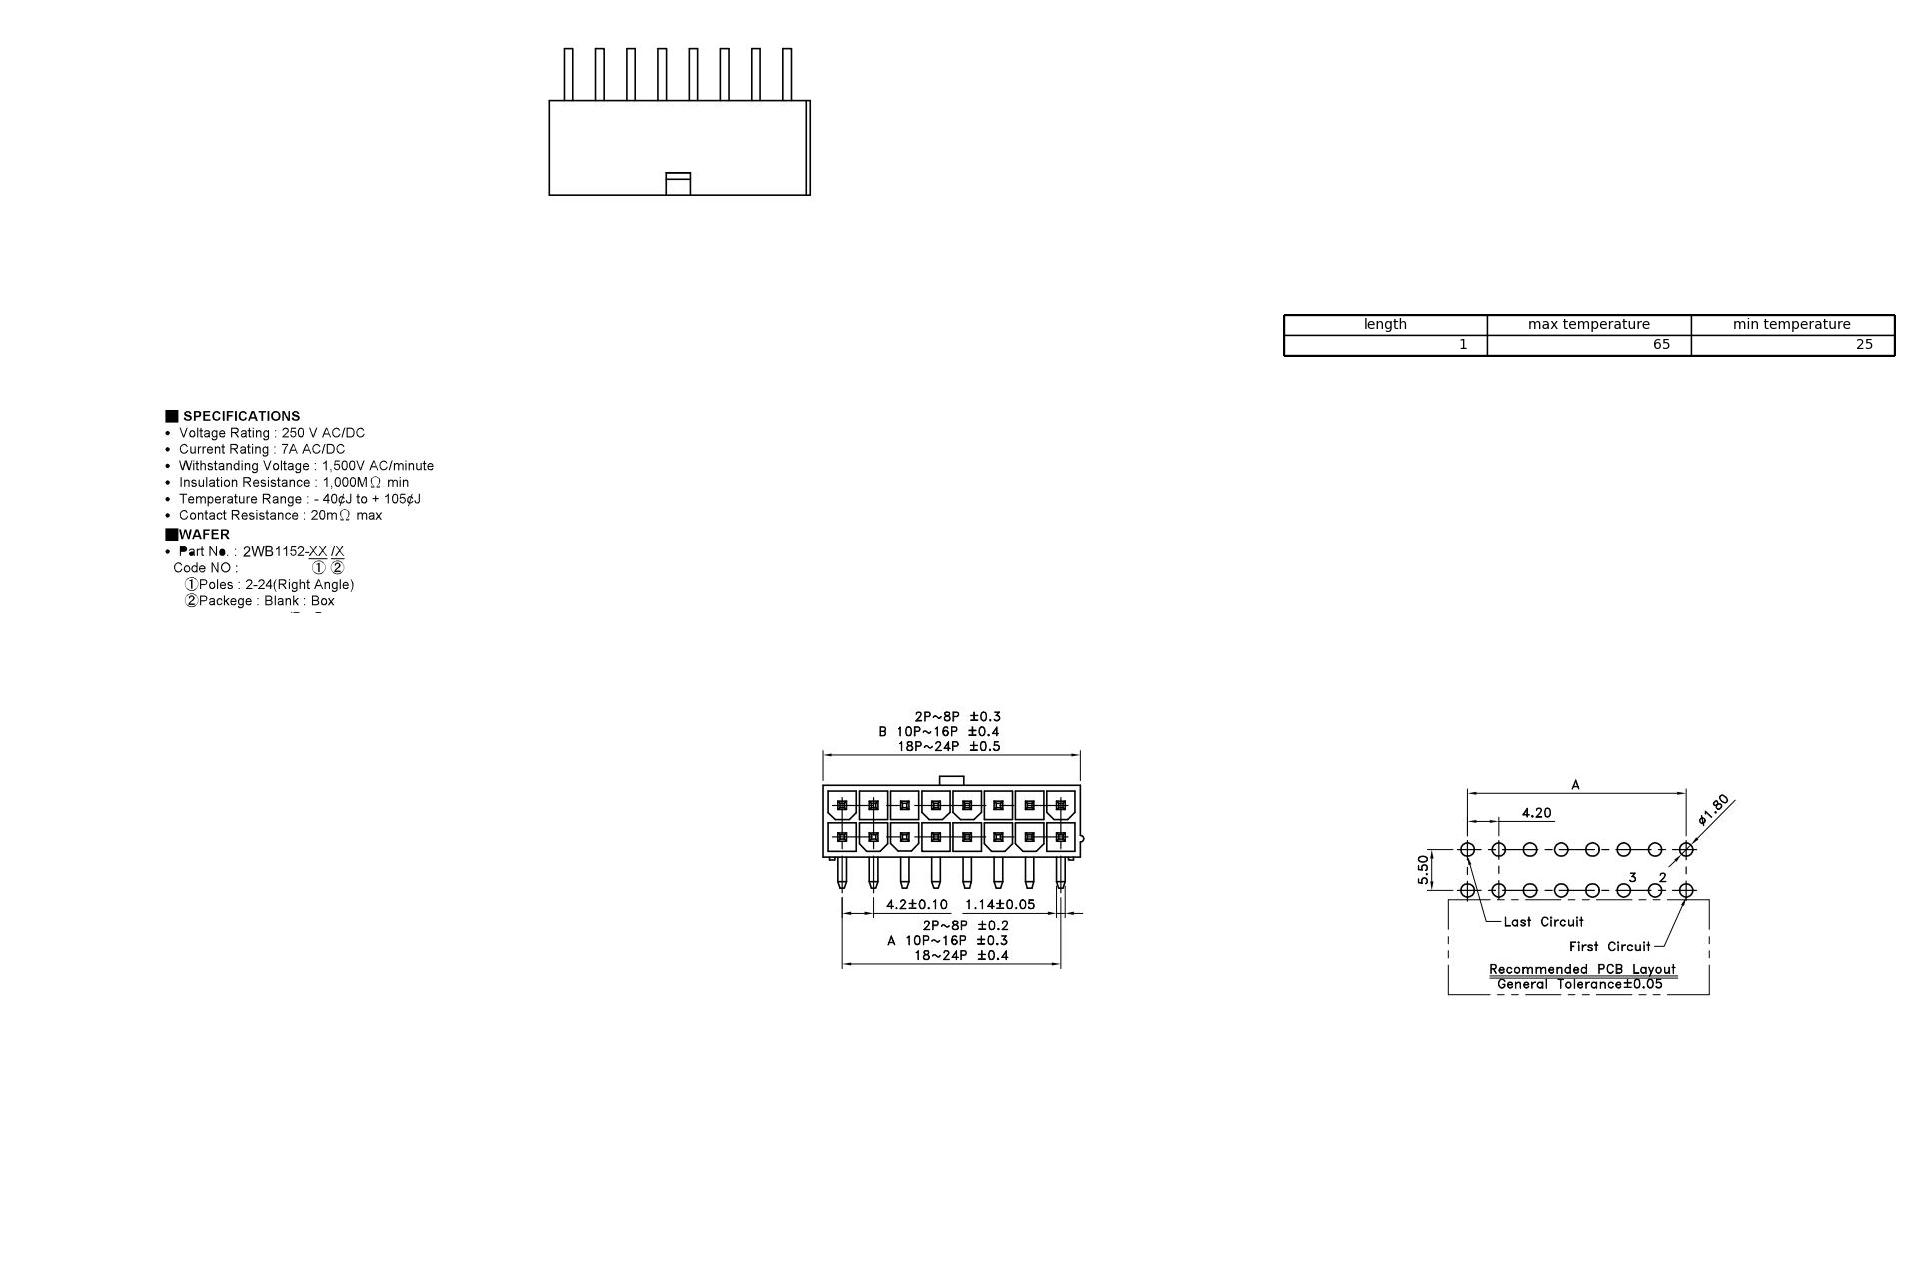 length max temperature min temperature
1 65 25
■ SPECIFICATIONS
• Voltage Rating : 250 V AC/DC
• Current Rating : 7A AC/DC
• Withstanding Voltage : 1,500V AC/minute
• Insulation Resistance : 1,000MΩ min
• Temperature Range : - 40¢J to + 105¢J
• Contact Resistance : 20mΩ max
■WAFER
• Part No. : 2WB1152-XX /X
Code NO : ① ②
①Poles : 2-24(Right Angle)
②Packege : Blank : Box
2P~8P ±0.3
B 10P~16P ±0.4
18P~24P ±0.5
4.2±0.10 1.14±0.05
2P~8P ±0.2
A 10P~16P ±0.3
18~24P ±0.4
A
4.20
ø1.80
5.50
3 2
Last Circuit
First Circuit
Recommended PCB Layout
General Tolerance±0.05